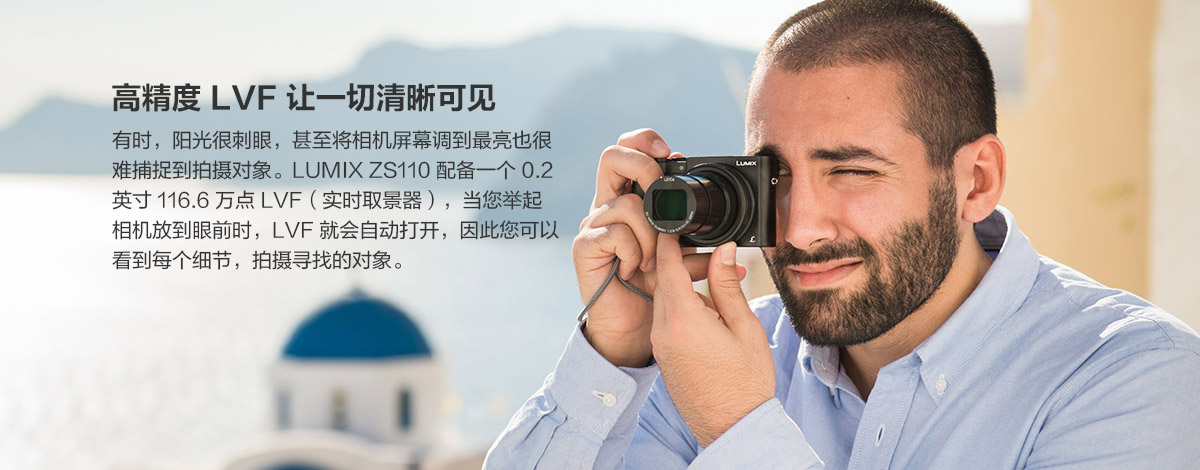 高精度 LVF 让一切清晰可见
有时，阳光很刺眼，甚至将相机屏幕调到最亮也很
难捕捉到拍摄对象。LUMIX ZS110 配备一个 0.2
英寸 116.6 万点 LVF（实时取景器），当您举起
相机放到眼前时，LVF 就会自动打开，因此您可以
看到每个细节，拍摄寻找的对象。
LUMIX
LEICA